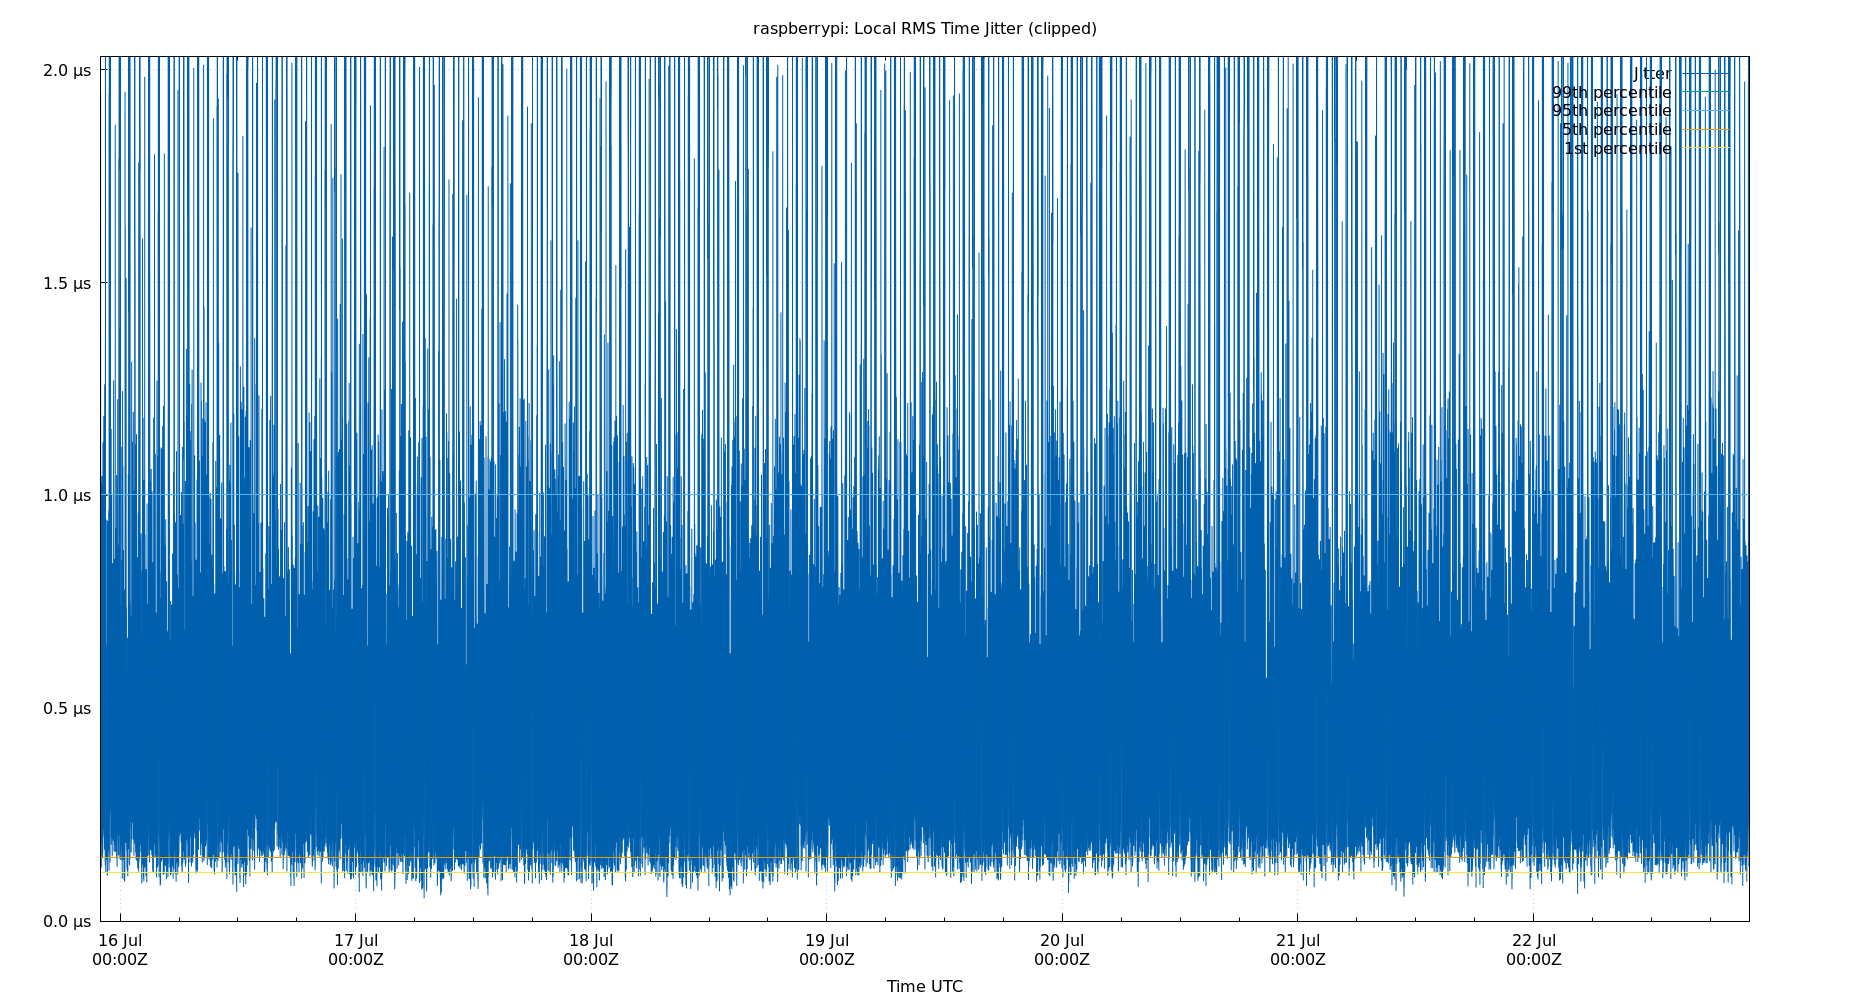 raspberrypi: Local RMS Time Jitter (clipped)
2.0 µs
1.5 µs
1.0 µs
0.5 µs
0.0 µs
Jitter
99th percentile
95th percentile
5th percentile
1st percentile
16 Jul 17 Jul 18 Jul 19 Jul 20 Jul 21 Jul 22 Jul
00:00Z 00:00Z 00:00Z 00:00Z 00:00Z 00:00Z 00:00Z
Time UTC